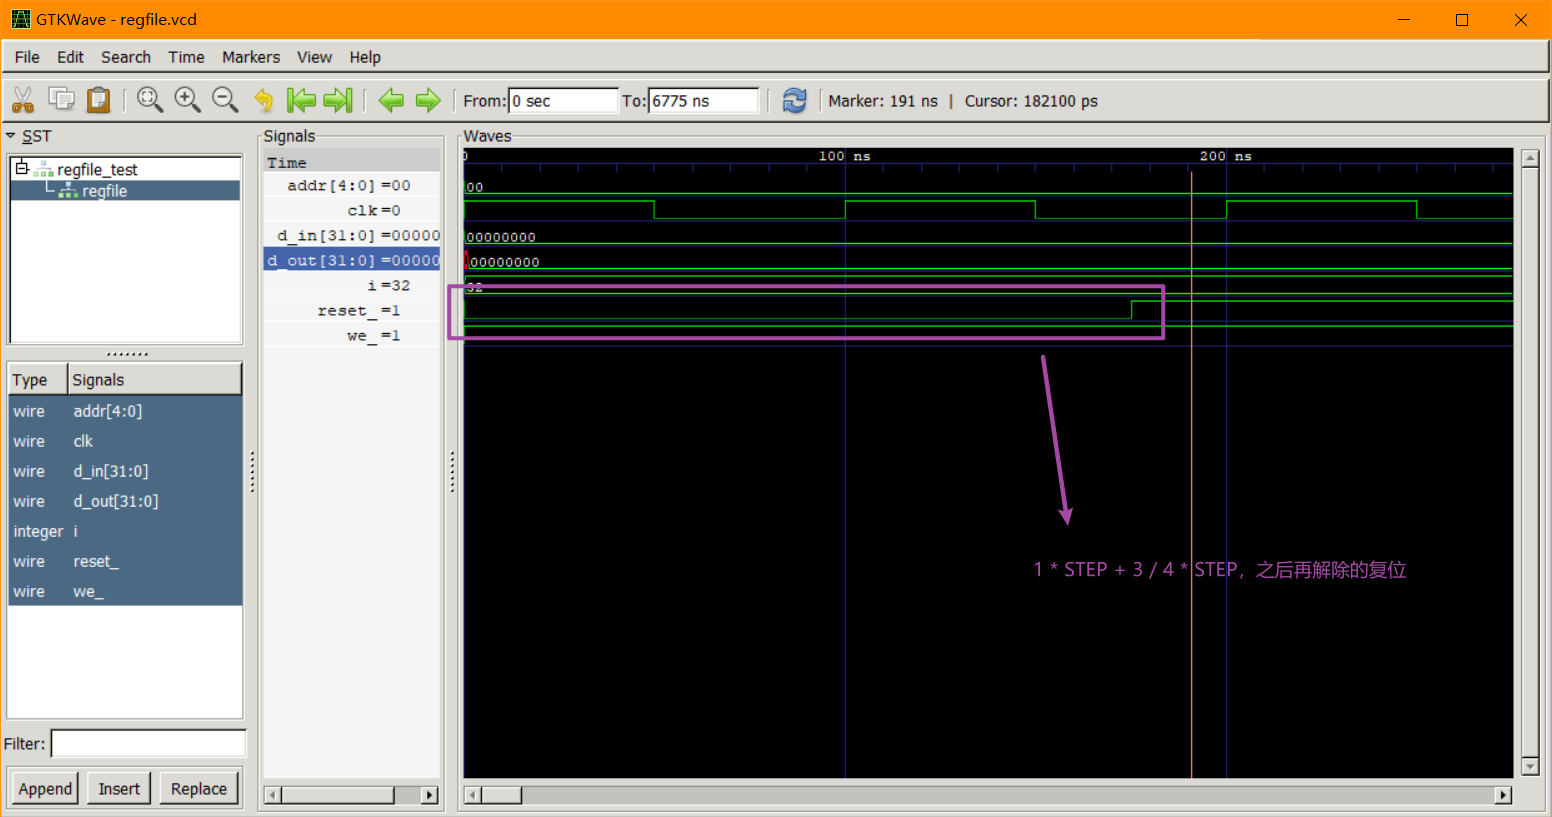 GTKWave - regfile.vcd
File Edit Search Time Markers View Help
From: 0 sec To: 6775 ns Marker: 191 ns | Cursor: 182100 ps
SST
regfile_test
regfile
Type Signals
wire addr[4:0]
wire clk
wire d_in[31:0]
wire d_out[31:0]
integer i
wire reset_
wire we_
Filter:
Append Insert Replace
Signals
Time
addr[4:0] =00
clk =0
d_in[31:0] =00000
d_out[31:0] =00000
i =32
reset_ =1
we_ =1
Waves
0 100 ns 200 ns
00
00000000
00000000
32
1 * STEP + 3 / 4 * STEP，之后再解除的复位